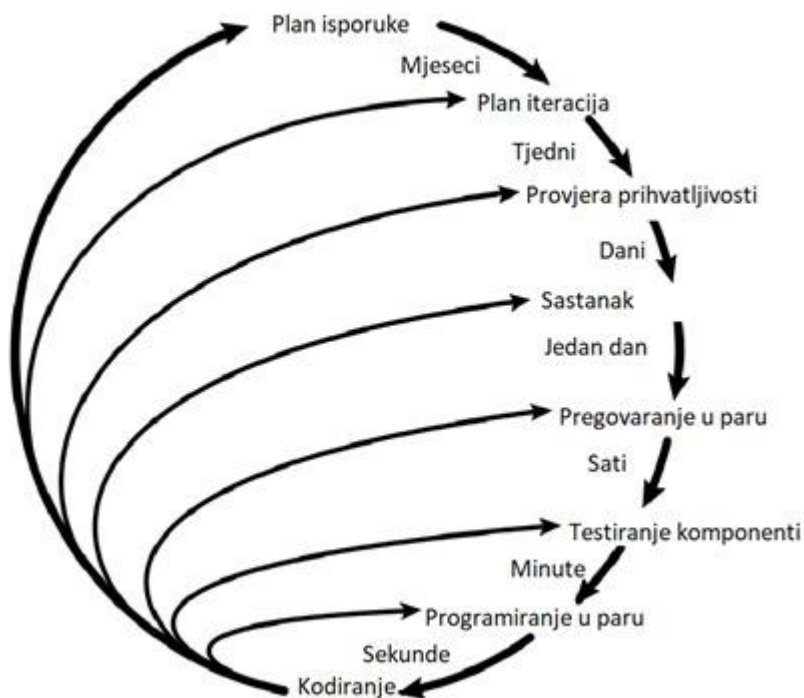 Plan isporuke
Mjeseci
Plan iteracija
Tjedni
Provjera prihvatljivosti
Dani
Sastanak
Jedan dan
Pregovaranje u paru
Sati
Testiranje komponenti
Minute
Programiranje u paru
Sekunde
Kodiranje